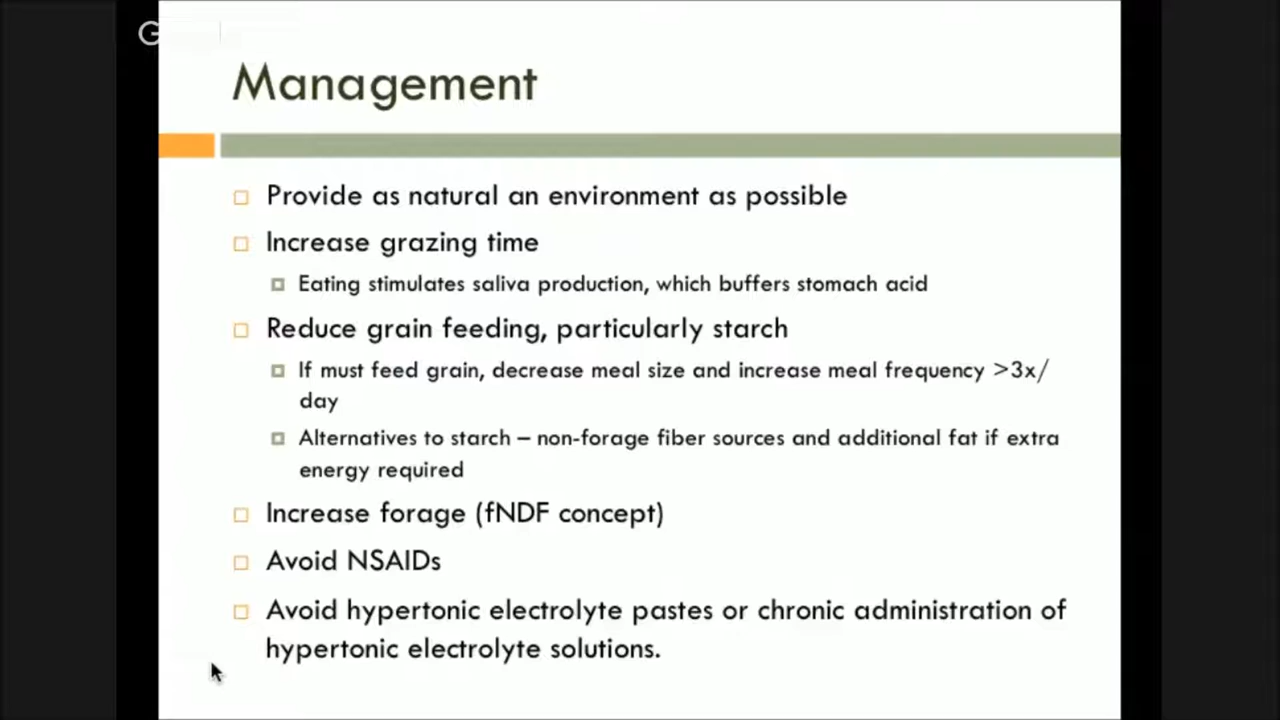 Management
Provide as natural an environment as possible
Increase grazing time
Eating stimulates saliva production, which buffers stomach acid
Reduce grain feeding, particularly starch
If must feed grain, decrease meal size and increase meal frequency >3x/
day
Alternatives to starch – non-forage fiber sources and additional fat if extra
energy required
Increase forage (fNDF concept)
Avoid NSAIDs
Avoid hypertonic electrolyte pastes or chronic administration of
hypertonic electrolyte solutions.